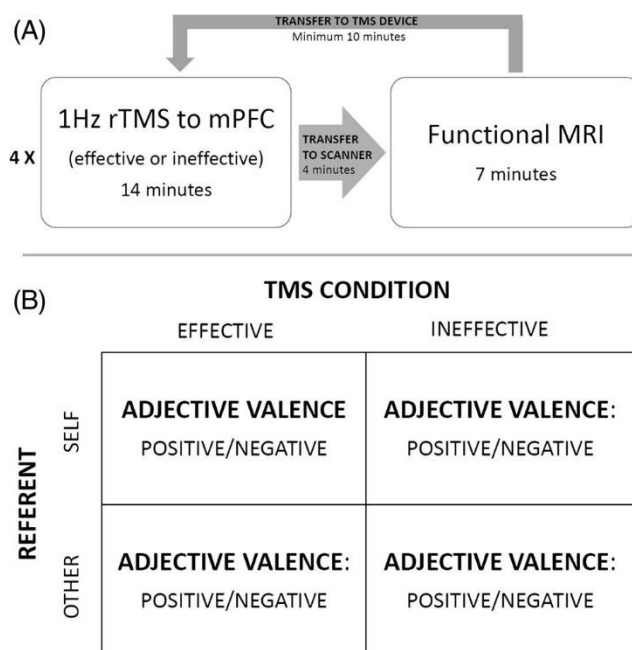 (A)
TRANSFER TO TMS DEVICE
Minimum 10 minutes
4 X
1Hz rTMS to mPFC
(effective or ineffective)
14 minutes
TRANSFER
TO SCANNER
4 minutes
Functional MRI
7 minutes
(B)
TMS CONDITION
EFFECTIVE
INEFFECTIVE
REFERENT
SELF
ADJECTIVE VALENCE
POSITIVE/NEGATIVE
ADJECTIVE VALENCE:
POSITIVE/NEGATIVE
OTHER
ADJECTIVE VALENCE:
POSITIVE/NEGATIVE
ADJECTIVE VALENCE:
POSITIVE/NEGATIVE